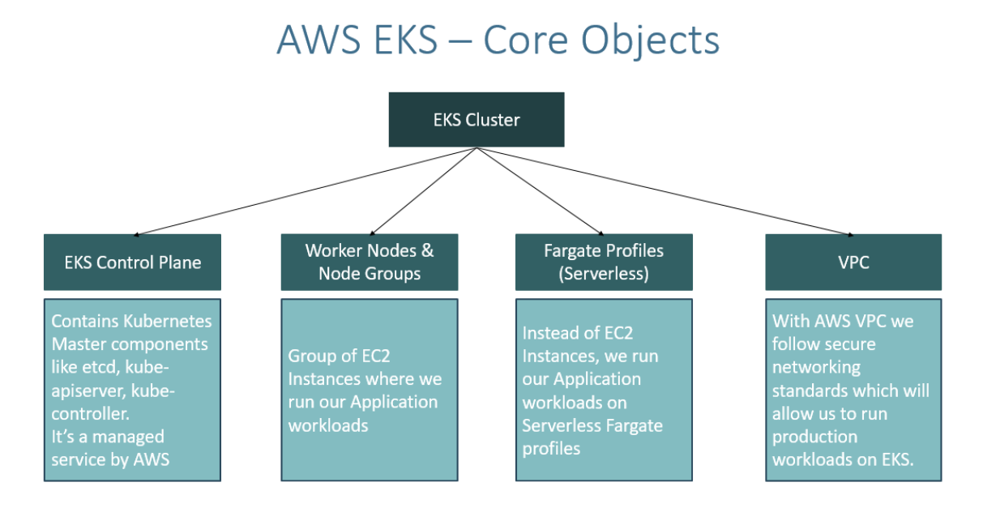 AWS EKS – Core Objects
EKS Cluster
EKS Control Plane
Contains Kubernetes
Master components
like etcd, kube-
apiserver, kube-
controller.
It’s a managed
service by AWS
Worker Nodes &
Node Groups
Group of EC2
Instances where we
run our Application
workloads
Fargate Profiles
(Serverless)
Instead of EC2
Instances, we run
our Application
workloads on
Serverless Fargate
profiles
VPC
With AWS VPC we
follow secure
networking
standards which will
allow us to run
production
workloads on EKS.